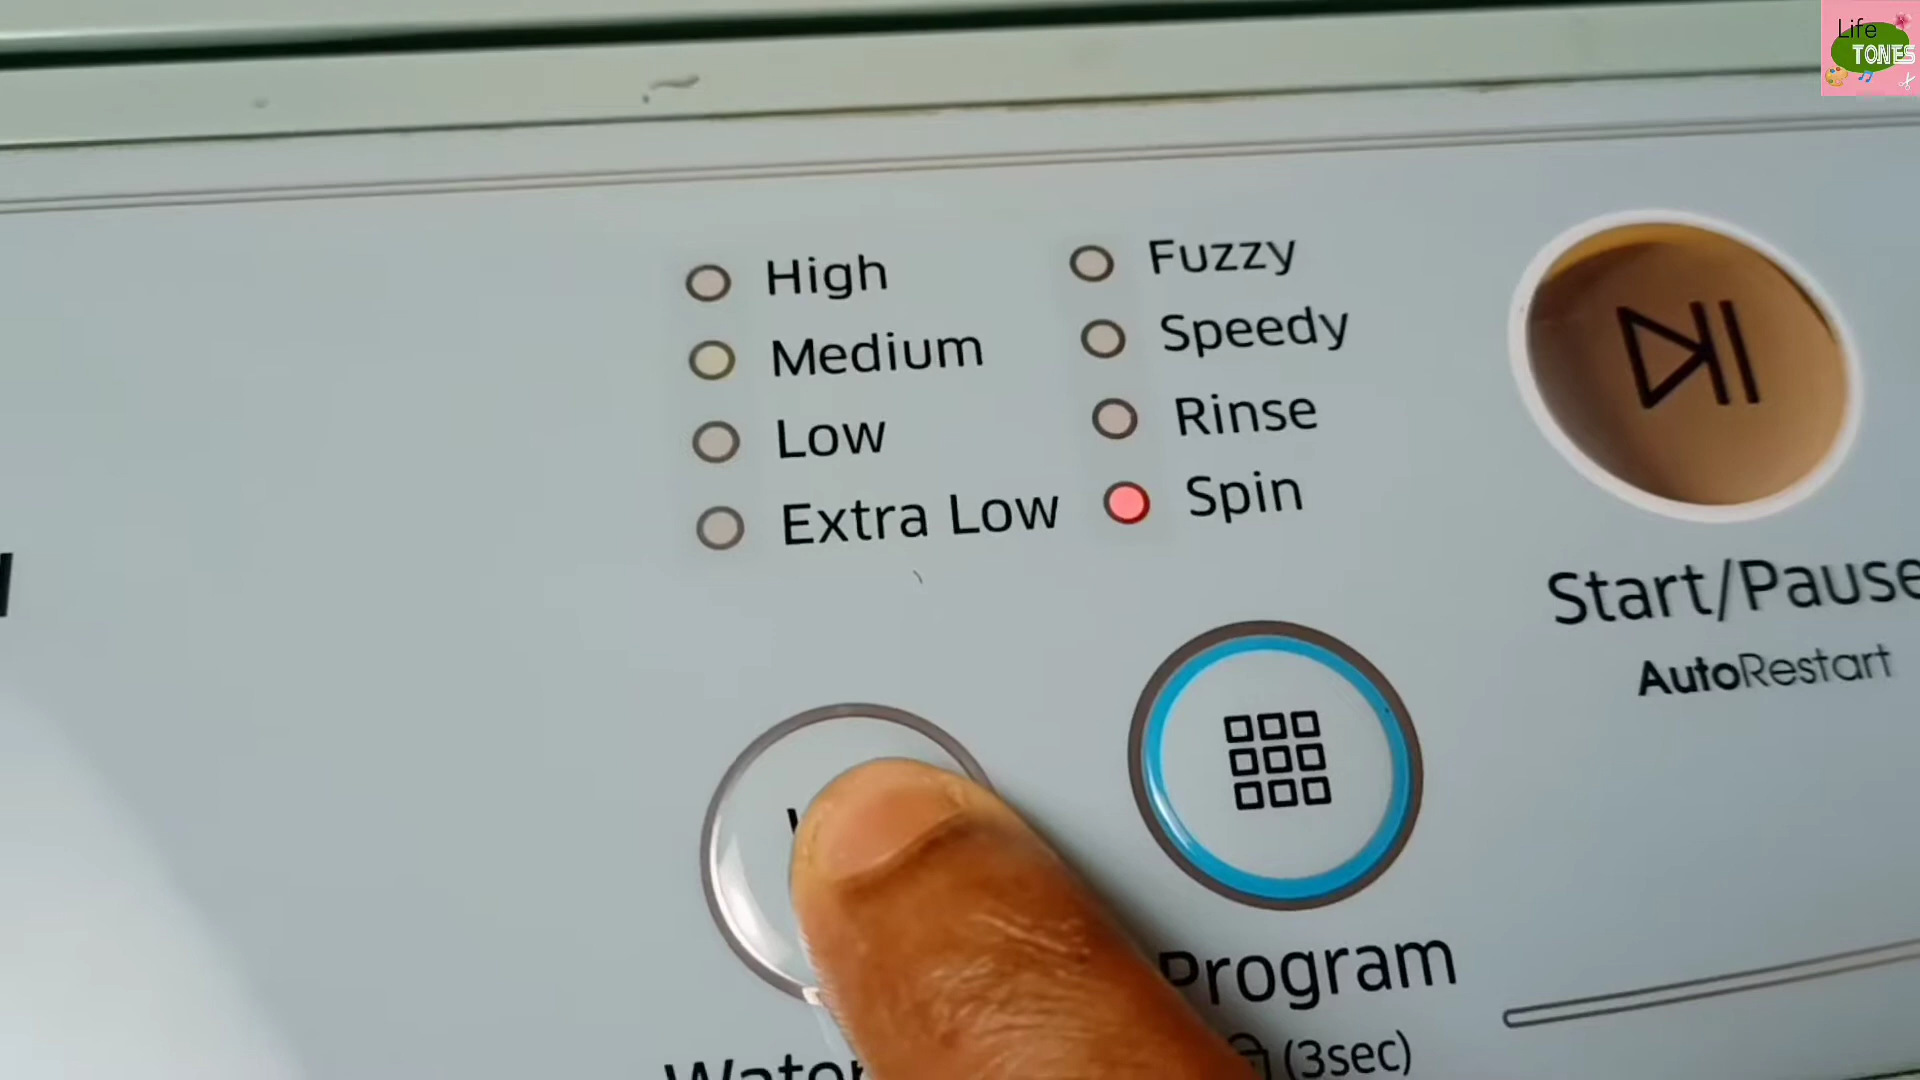 Life
TONES
High
Medium
Low
Extra Low
Fuzzy
Speedy
Rinse
Spin
Start/Pause
AutoRestart
Program
(3sec)